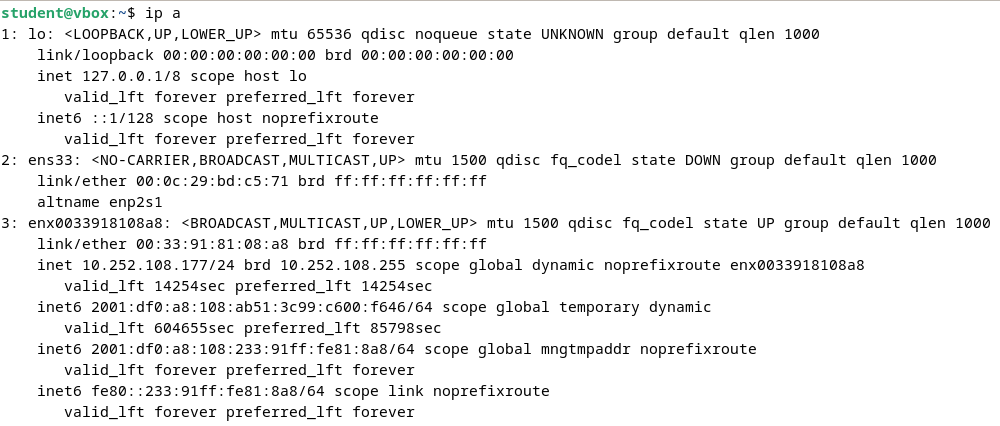 student@vbox:~$ ip a
1: lo: <LOOPBACK,UP,LOWER_UP> mtu 65536 qdisc noqueue state UNKNOWN group default qlen 1000
    link/loopback 00:00:00:00:00:00 brd 00:00:00:00:00:00
    inet 127.0.0.1/8 scope host lo
       valid_lft forever preferred_lft forever
    inet6 ::1/128 scope host noprefixroute
       valid_lft forever preferred_lft forever
2: ens33: <NO-CARRIER,BROADCAST,MULTICAST,UP> mtu 1500 qdisc fq_codel state DOWN group default qlen 1000
    link/ether 00:0c:29:bd:c5:71 brd ff:ff:ff:ff:ff:ff
    altname enp2s1
3: enx0033918108a8: <BROADCAST,MULTICAST,UP,LOWER_UP> mtu 1500 qdisc fq_codel state UP group default qlen 1000
    link/ether 00:33:91:81:08:a8 brd ff:ff:ff:ff:ff:ff
    inet 10.252.108.177/24 brd 10.252.108.255 scope global dynamic noprefixroute enx0033918108a8
       valid_lft 14254sec preferred_lft 14254sec
    inet6 2001:df0:a8:108:ab51:3c99:c600:f646/64 scope global temporary dynamic
       valid_lft 604655sec preferred_lft 85798sec
    inet6 2001:df0:a8:108:233:91ff:fe81:8a8/64 scope global mngtmpaddr noprefixroute
       valid_lft forever preferred_lft forever
    inet6 fe80::233:91ff:fe81:8a8/64 scope link noprefixroute
       valid_lft forever preferred_lft forever